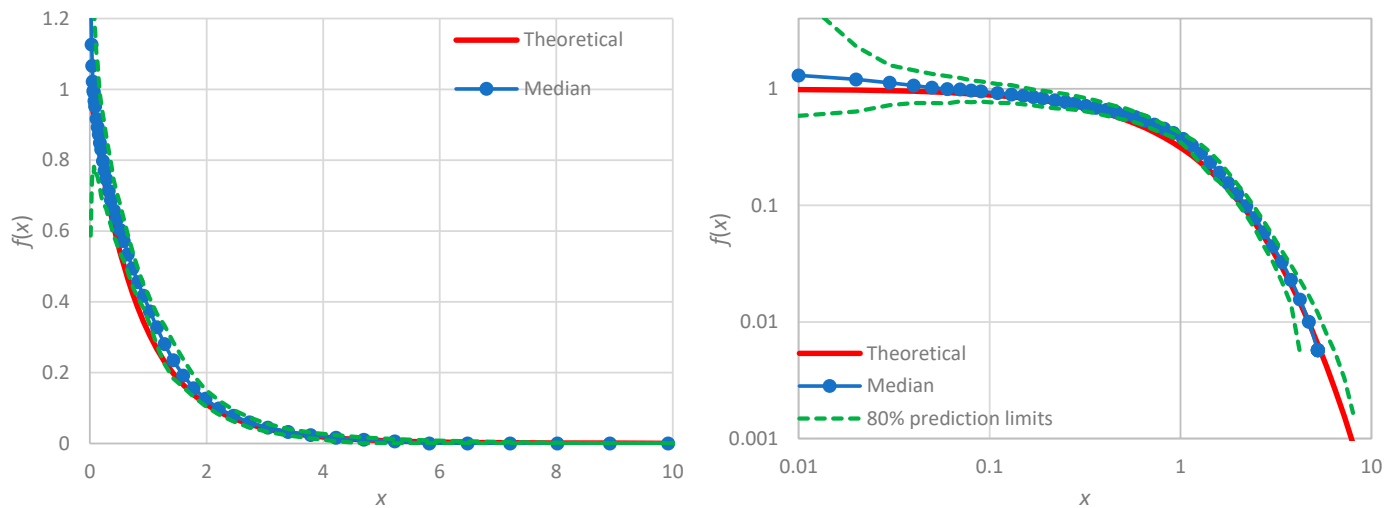 1.2
1
0.8
0.6
0.4
0.2
0
f(x)
0 2 4 6 8 10
x
Theoretical
Median
1
0.1
0.01
0.001
f(x)
0.01 0.1 1 10
x
Theoretical
Median
80% prediction limits